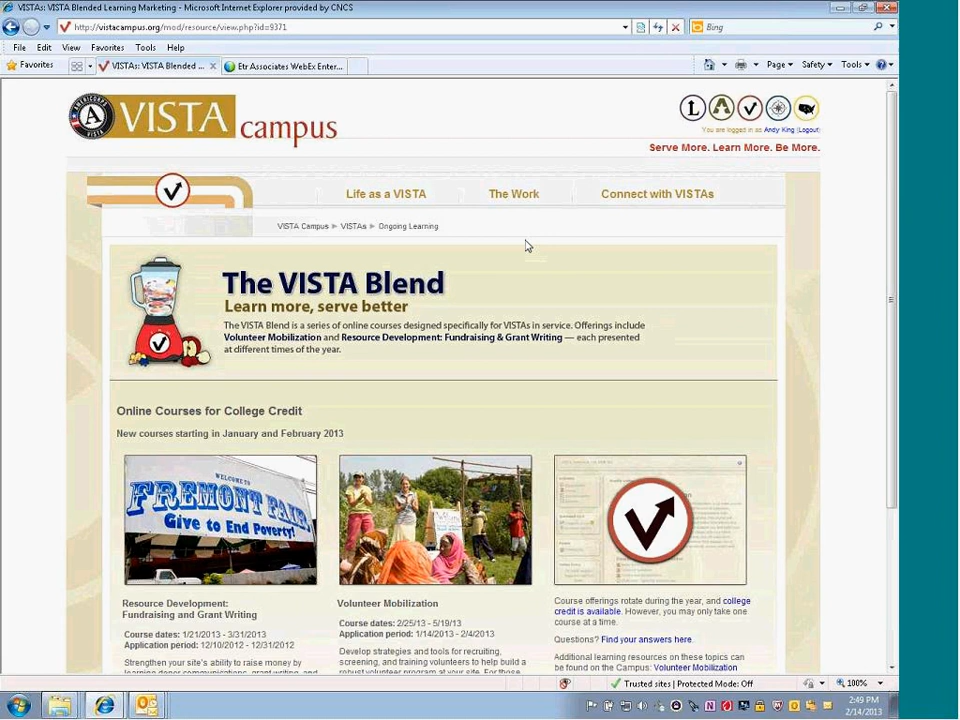 VISTAs: VISTA Blended Learning Marketing - Microsoft Internet Explorer provided by CNCS
http://vistacampus.org/mod/resource/view.php?id=9371
Bing
File Edit View Favorites Tools Help
Favorites
VISTAs: VISTA Blended ...
Etr Associates WebEx Enter...
Page Safety Tools
AMERICORPS VISTA
VISTA campus
You are logged in as Andy King (Logout)
Serve More. Learn More. Be More.
Life as a VISTA The Work Connect with VISTAs
VISTA Campus ► VISTAs ► Ongoing Learning
The VISTA Blend
Learn more, serve better
The VISTA Blend is a series of online courses designed specifically for VISTAs in service. Offerings include
Volunteer Mobilization and Resource Development: Fundraising & Grant Writing — each presented
at different times of the year.
Online Courses for College Credit
New courses starting in January and February 2013
WELCOME TO
FREMONT FAIR
Give to End Poverty!
Resource Development:
Fundraising and Grant Writing
Course dates: 1/21/2013 - 3/31/2013
Application period: 12/10/2012 - 12/31/2012
Strengthen your site's ability to raise money by
learning donor communications, grant writing, and
Volunteer Mobilization
Course dates: 2/25/13 - 5/19/13
Application period: 1/14/2013 - 2/4/2013
Develop strategies and tools for recruiting,
screening, and training volunteers to help build a
robust volunteer program at your site. For those
Course offerings rotate during the year, and college
credit is available. However, you may only take one
course at a time.
Questions? Find your answers here.
Additional learning resources on these topics can
be found on the Campus: Volunteer Mobilization
Trusted sites | Protected Mode: Off
100%
2:49 PM
2/14/2013